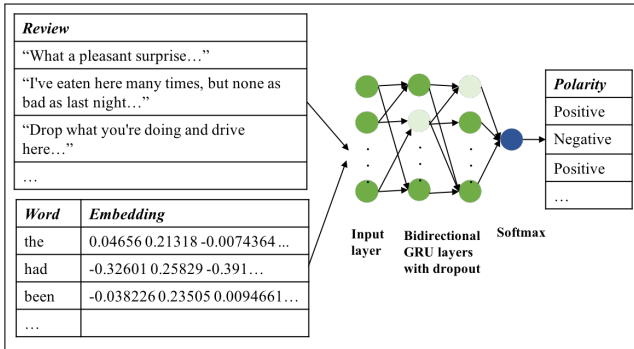 Review
“What a pleasant surprise…”
“I've eaten here many times, but none as
bad as last night…”
“Drop what you're doing and drive
here…”
…
Word Embedding
the 0.04656 0.21318 -0.0074364 ...
had -0.32601 0.25829 -0.391…
been -0.038226 0.23505 0.0094661…
…
Input
layer
Bidirectional
GRU layers
with dropout
Softmax
Polarity
Positive
Negative
Positive
…